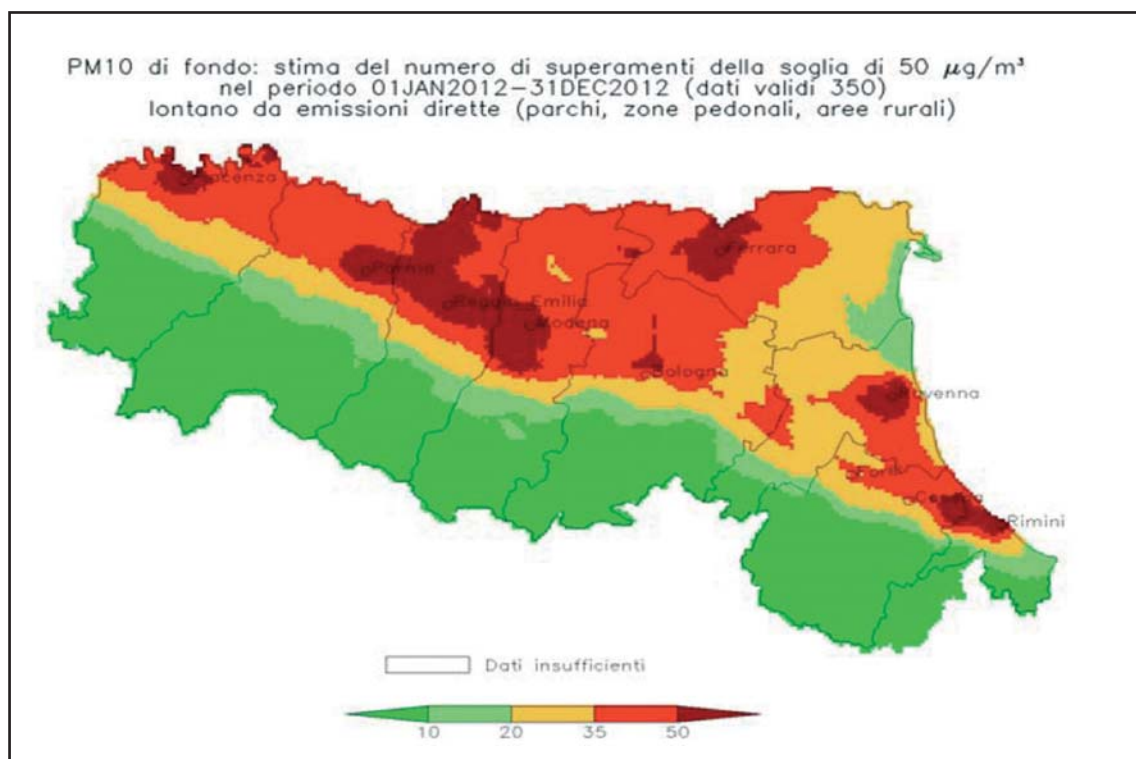 PM10 di fondo: stima del numero di superamenti della soglia di 50 μg/m³
nel periodo 01JAN2012-31DEC2012 (dati validi 350)
lontano da emissioni dirette (parchi, zone pedonali, aree rurali)
Piacenza
Ferrara
Parma
Reggio Emilia
Modena
Bologna
Ravenna
Forli
Cesena
Rimini
Dati insufficienti
10 20 35 50